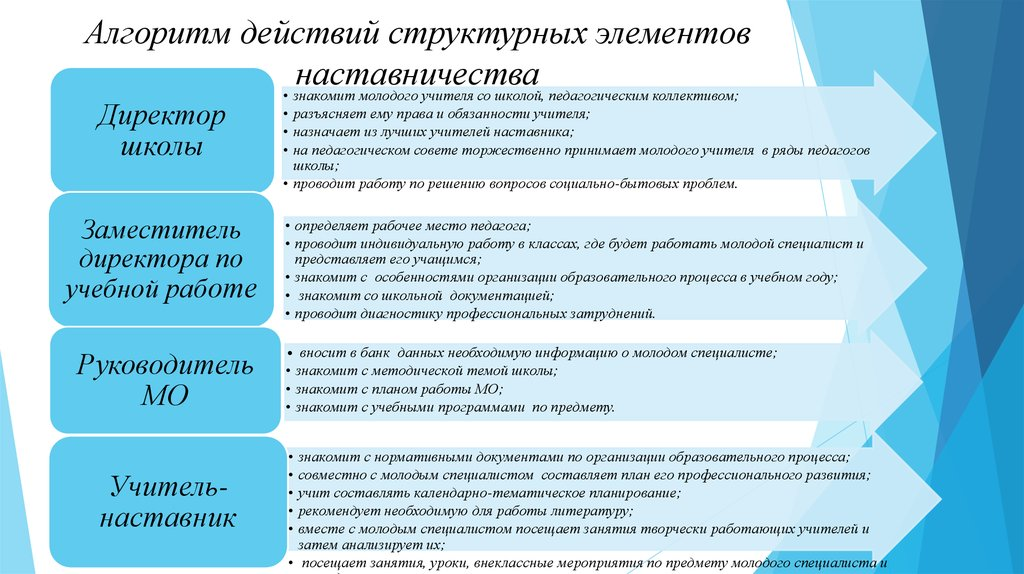 Алгоритм действий структурных элементов
наставничества
Директор
школы
• знакомит молодого учителя со школой, педагогическим коллективом;
• разъясняет ему права и обязанности учителя;
• назначает из лучших учителей наставника;
• на педагогическом совете торжественно принимает молодого учителя в ряды педагогов
школы;
• проводит работу по решению вопросов социально-бытовых проблем.
Заместитель
директора по
учебной работе
• определяет рабочее место педагога;
• проводит индивидуальную работу в классах, где будет работать молодой специалист и
представляет его учащимся;
• знакомит с особенностями организации образовательного процесса в учебном году;
• знакомит со школьной документацией;
• проводит диагностику профессиональных затруднений.
Руководитель
МО
• вносит в банк данных необходимую информацию о молодом специалисте;
• знакомит с методической темой школы;
• знакомит с планом работы МО;
• знакомит с учебными программами по предмету.
Учитель-
наставник
• знакомит с нормативными документами по организации образовательного процесса;
• совместно с молодым специалистом составляет план его профессионального развития;
• учит составлять календарно-тематическое планирование;
• рекомендует необходимую для работы литературу;
• вместе с молодым специалистом посещает занятия творчески работающих учителей и
затем анализирует их;
• посещает занятия, уроки, внеклассные мероприятия по предмету молодого специалиста и